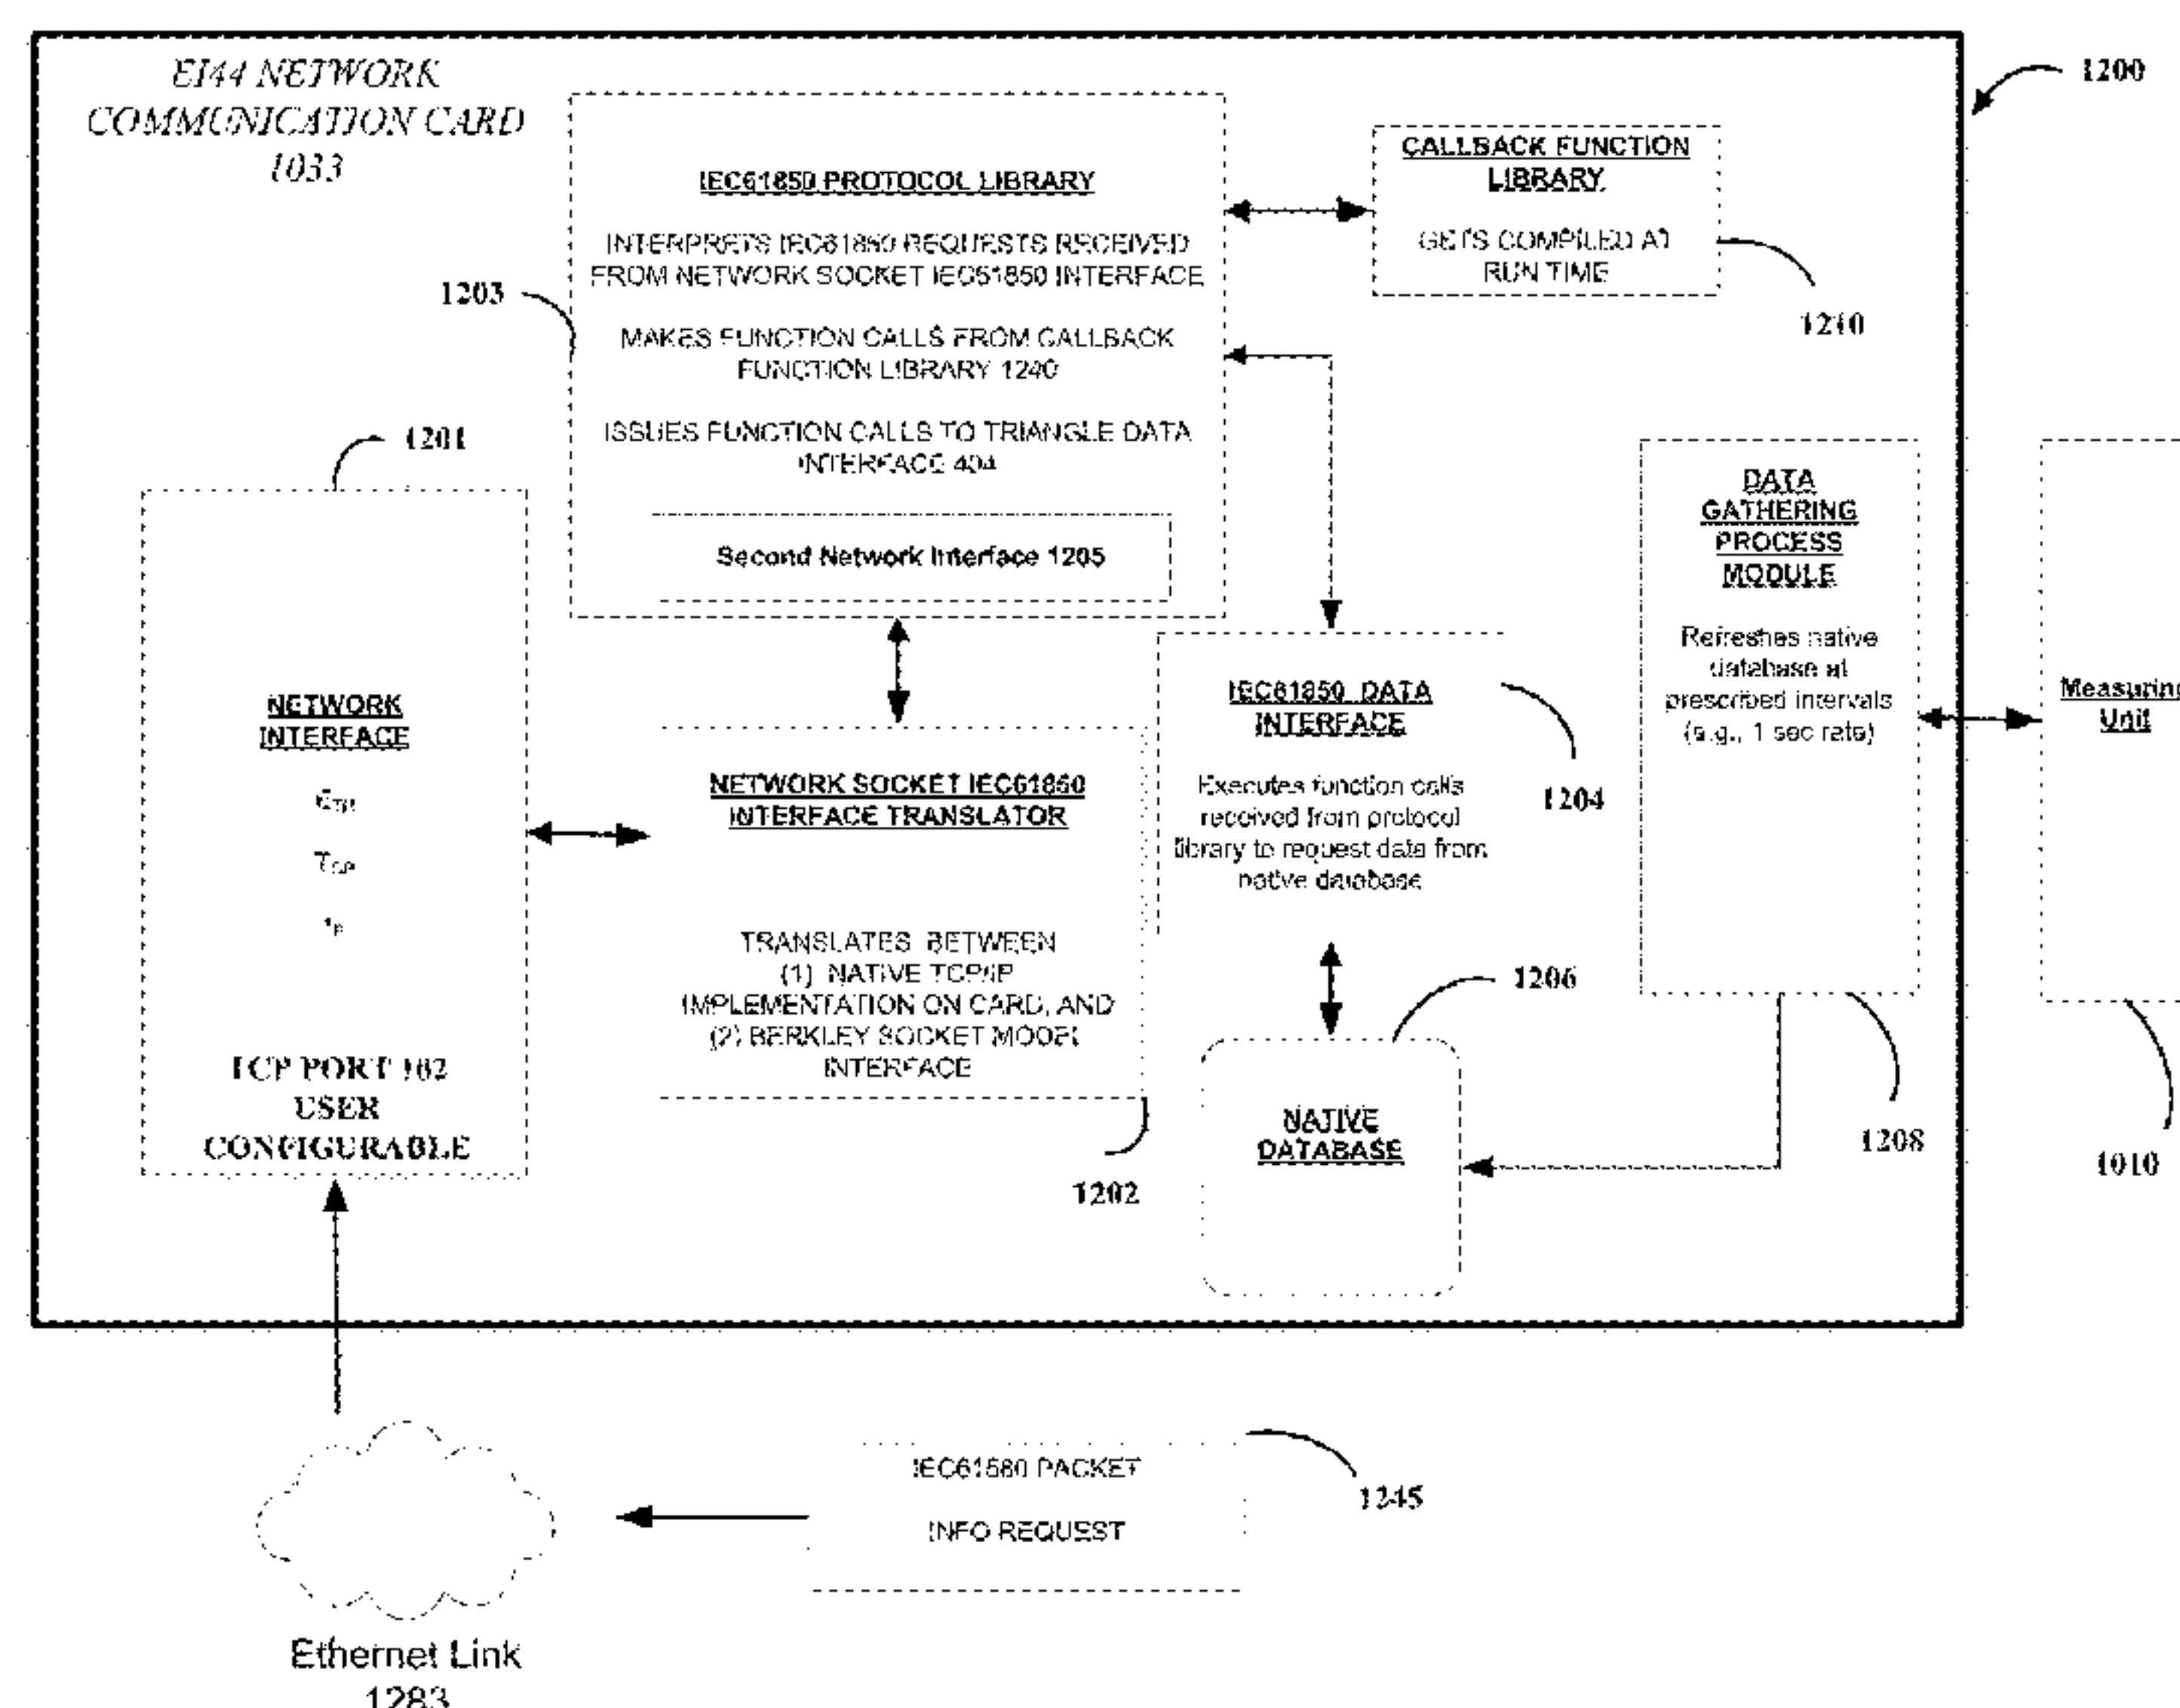 EI44 NETWORK
COMMUNICATION CARD
1033
1200
IEC61850 PROTOCOL LIBRARY
INTERPRETS IEC61850 REQUESTS RECEIVED
FROM NETWORK SOCKET IEC61850 INTERFACE
MAKES FUNCTION CALLS FROM CALLBACK
FUNCTION LIBRARY 1240
ISSUES FUNCTION CALLS TO TRIANGLE DATA
INTERFACE 404
Second Network Interface 1205
1203
CALLBACK FUNCTION
LIBRARY
GETS COMPILED AT
RUN TIME
1210
1201
NETWORK
INTERFACE
TCP PORT 102
USER
CONFIGURABLE
NETWORK SOCKET IEC61850
INTERFACE TRANSLATOR
TRANSLATES BETWEEN
(1) NATIVE TCP/IP
IMPLEMENTATION ON CARD, AND
(2) BERKLEY SOCKET MODEL
INTERFACE
1202
IEC61850 DATA
INTERFACE
Executes function calls
received from protocol
library to request data from
native database
1204
1206
NATIVE
DATABASE
DATA
GATHERING
PROCESS
MODULE
Refreshes native
database at
prescribed intervals
(e.g., 1 sec rate)
1208
Measuring
Unit
1010
IEC61580 PACKET
INFO REQUEST
1245
Ethernet Link
1283